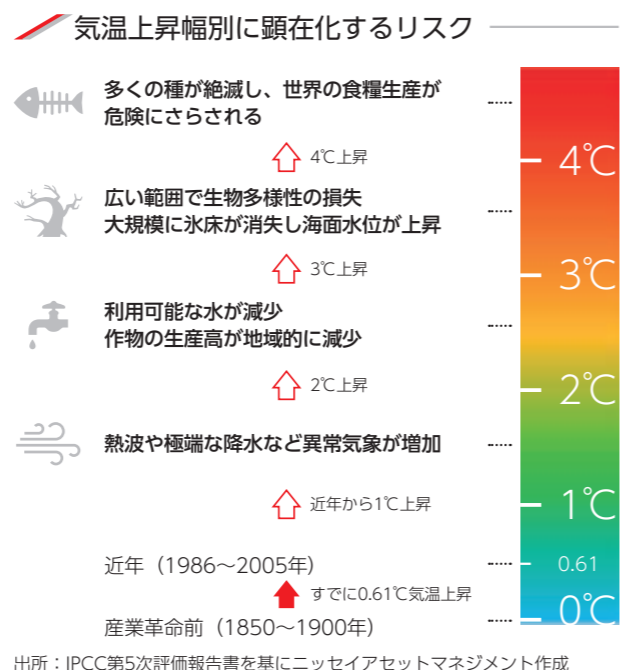 気温上昇幅別に顕在化するリスク
多くの種が絶滅し、世界の食糧生産が
危険にさらされる
4℃上昇
4℃
広い範囲で生物多様性の損失
大規模に氷床が消失し海面水位が上昇
3℃上昇
3℃
利用可能な水が減少
作物の生産高が地域的に減少
2℃上昇
2℃
熱波や極端な降水など異常気象が増加
近年から1℃上昇
1℃
近年（1986～2005年）
0.61
すでに0.61℃気温上昇
0℃
産業革命前（1850～1900年）
出所：IPCC第5次評価報告書を基にニッセイアセットマネジメント作成